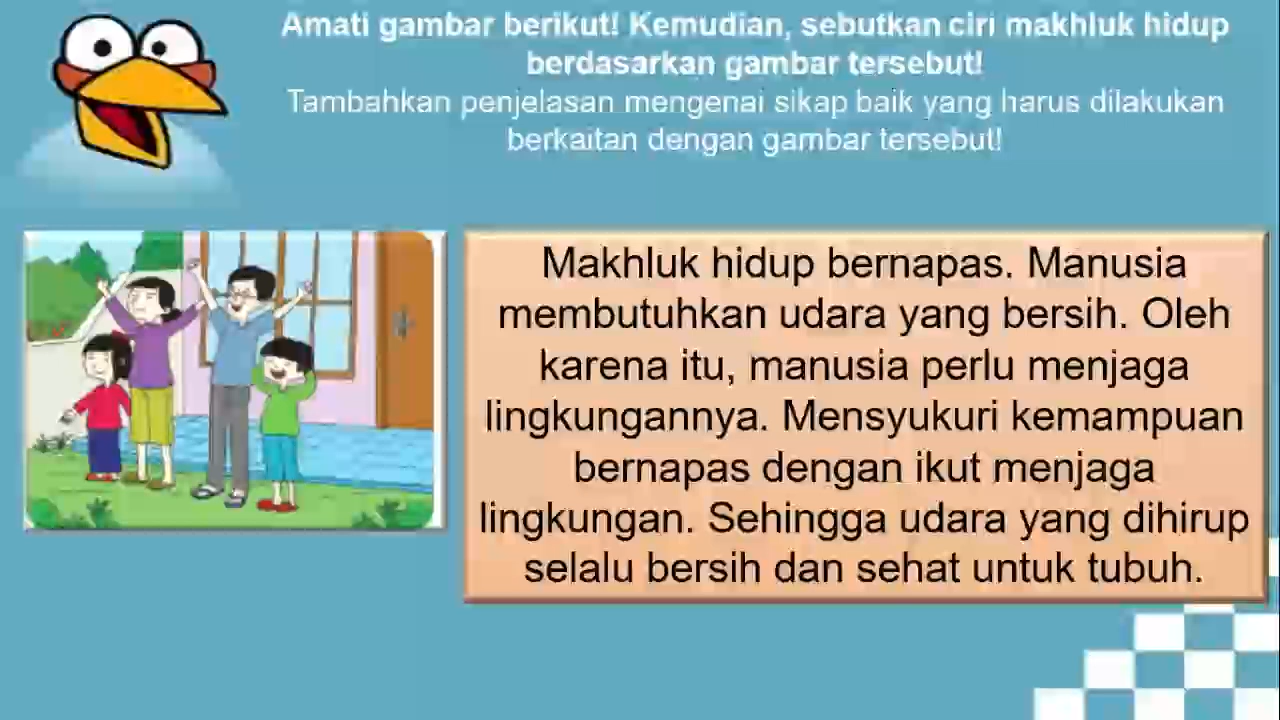 Amati gambar berikut! Kemudian, sebutkan ciri makhluk hidup
berdasarkan gambar tersebut!
Tambahkan penjelasan mengenai sikap baik yang harus dilakukan
berkaitan dengan gambar tersebut!
Makhluk hidup bernapas. Manusia
membutuhkan udara yang bersih. Oleh
karena itu, manusia perlu menjaga
lingkungannya. Mensyukuri kemampuan
bernapas dengan ikut menjaga
lingkungan. Sehingga udara yang dihirup
selalu bersih dan sehat untuk tubuh.